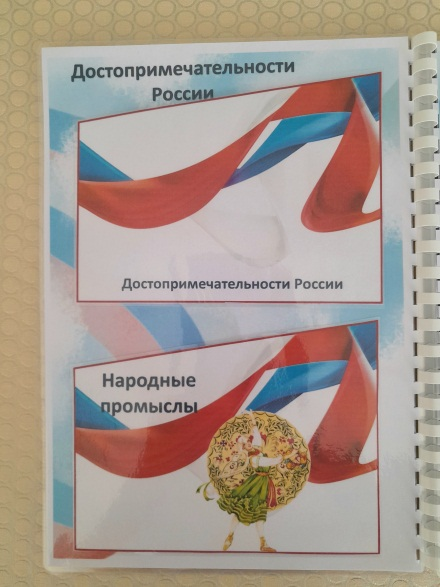 Достопримечательности
России
Достопримечательности России
Народные
промыслы